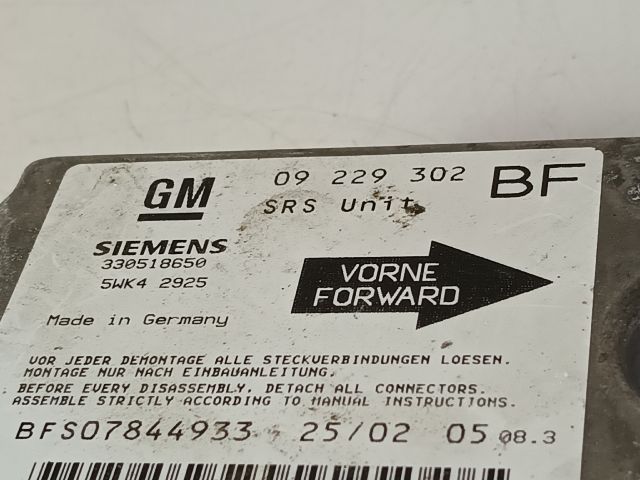 GM
09 229 302 BF
SRS Unit
SIEMENS
330518650
5WK4 2925
VORNE
FORWARD
Made in Germany
VOR JEDER DEMONTAGE ALLE STECKVERBINDUNGEN LOESEN.
MONTAGE NUR NACH EINBAUANLEITUNG.
BEFORE EVERY DISASSEMBLY, DETACH ALL CONNECTORS.
ASSEMBLE STRICTLY ACCORDING TO MANUAL INSTRUCTIONS.
BFS07844933 25/02 05 08.3